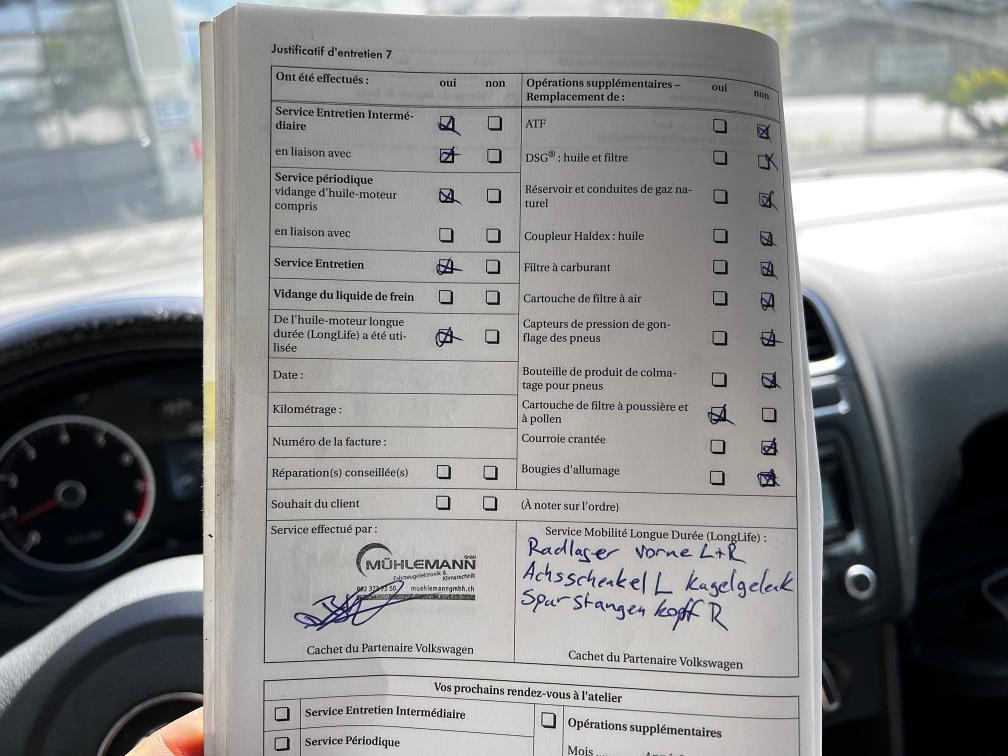 Justificatif d'entretien 7
Ont été effectués :
oui
non
Service Entretien Intermé-
diaire
en liaison avec
Service périodique
vidange d'huile-moteur
compris
en liaison avec
Service Entretien
Vidange du liquide de frein
De l'huile-moteur longue
durée (LongLife) a été uti-
lisée
Date :
Kilométrage :
Numéro de la facture :
Réparation(s) conseillée(s)
Souhait du client
Opérations supplémentaires –
Remplacement de :
oui
non
ATF
DSG® : huile et filtre
Réservoir et conduites de gaz na-
turel
Coupleur Haldex : huile
Filtre à carburant
Cartouche de filtre à air
Capteurs de pression de gon-
flage des pneus
Bouteille de produit de colma-
tage pour pneus
Cartouche de filtre à poussière et
à pollen
Courroie crantée
Bougies d'allumage
(À noter sur l'ordre)
Service effectué par :
MÜHLEMANN GmbH
Fahrzeugelektronik &
Klimatechnik
muehlemanngmbh.ch
Cachet du Partenaire Volkswagen
Service Mobilité Longue Durée (LongLife) :
Radlager vorne L+R
Achsschenkel L Kagelgelenk
Spurstangenkopf R
Cachet du Partenaire Volkswagen
Vos prochains rendez-vous à l'atelier
Service Entretien Intermédiaire
Service Périodique
Opérations supplémentaires
Mois